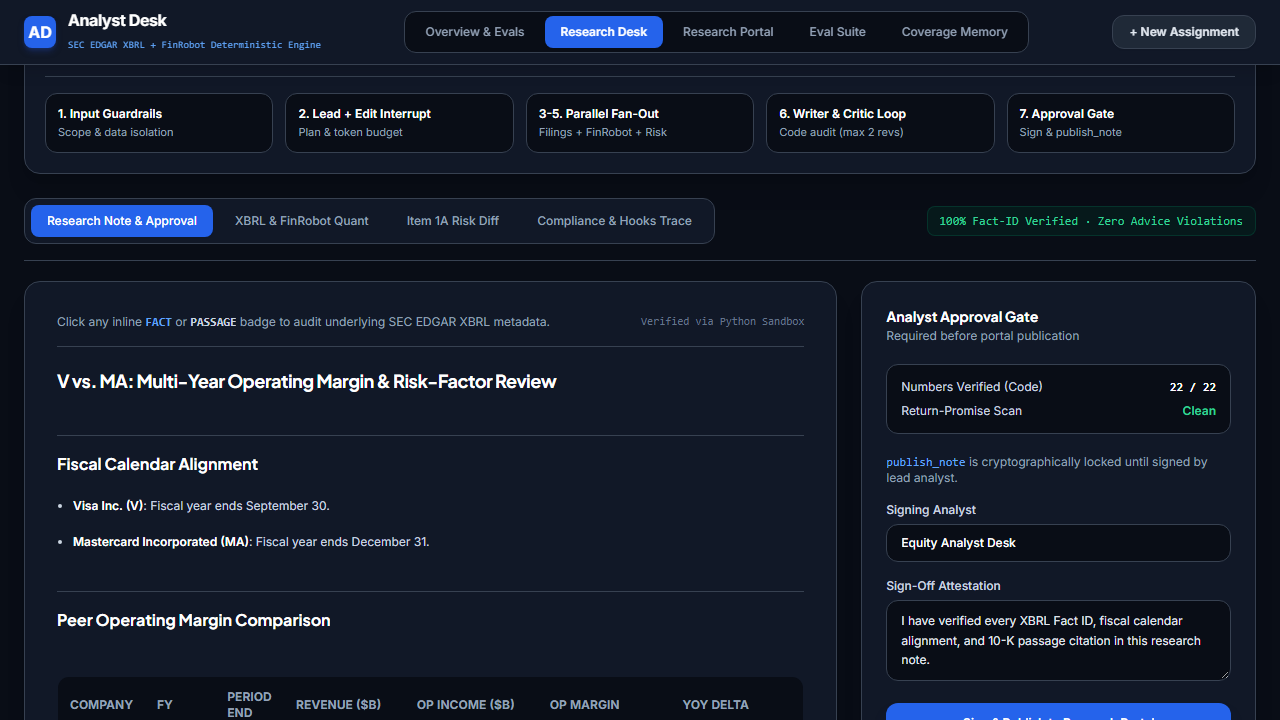 AD
Analyst Desk
SEC EDGAR XBRL + FinRobot Deterministic Engine
Overview & Evals
Research Desk
Research Portal
Eval Suite
Coverage Memory
+ New Assignment
1. Input Guardrails
Scope & data isolation
2. Lead + Edit Interrupt
Plan & token budget
3-5. Parallel Fan-Out
Filings + FinRobot + Risk
6. Writer & Critic Loop
Code audit (max 2 revs)
7. Approval Gate
Sign & publish_note
Research Note & Approval
XBRL & FinRobot Quant
Item 1A Risk Diff
Compliance & Hooks Trace
100% Fact-ID Verified · Zero Advice Violations
Click any inline FACT or PASSAGE badge to audit underlying SEC EDGAR XBRL metadata.
Verified via Python Sandbox
V vs. MA: Multi-Year Operating Margin & Risk-Factor Review
Fiscal Calendar Alignment
• Visa Inc. (V): Fiscal year ends September 30.
• Mastercard Incorporated (MA): Fiscal year ends December 31.
Peer Operating Margin Comparison
COMPANY FY PERIOD END REVENUE ($B) OP INCOME ($B) OP MARGIN YOY DELTA
Analyst Approval Gate
Required before portal publication
Numbers Verified (Code) 22 / 22
Return-Promise Scan Clean
publish_note is cryptographically locked until signed by
lead analyst.
Signing Analyst
Equity Analyst Desk
Sign-Off Attestation
I have verified every XBRL Fact ID, fiscal calendar
alignment, and 10-K passage citation in this research
note.